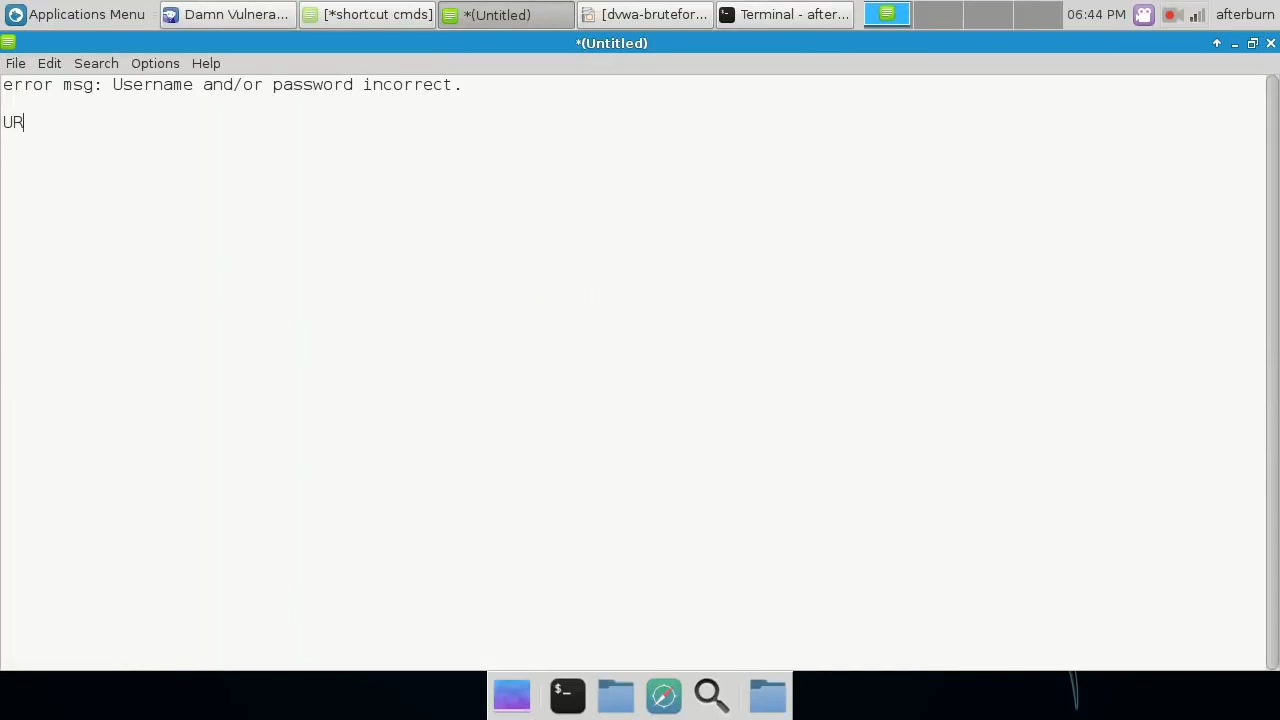 Applications Menu
Damn Vulnera...
[*shortcut cmds]
*(Untitled)
[dvwa-brutefor...
Terminal - after...
06:44 PM
afterburn
*(Untitled)
File Edit Search Options Help
error msg: Username and/or password incorrect.
UR
$_